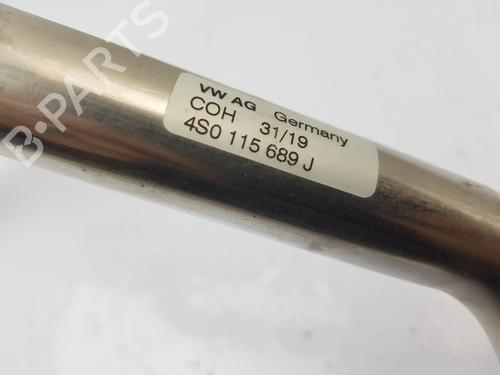 B-PARTS
VW AG Germany
COH 31/19
4S0 115 689 J